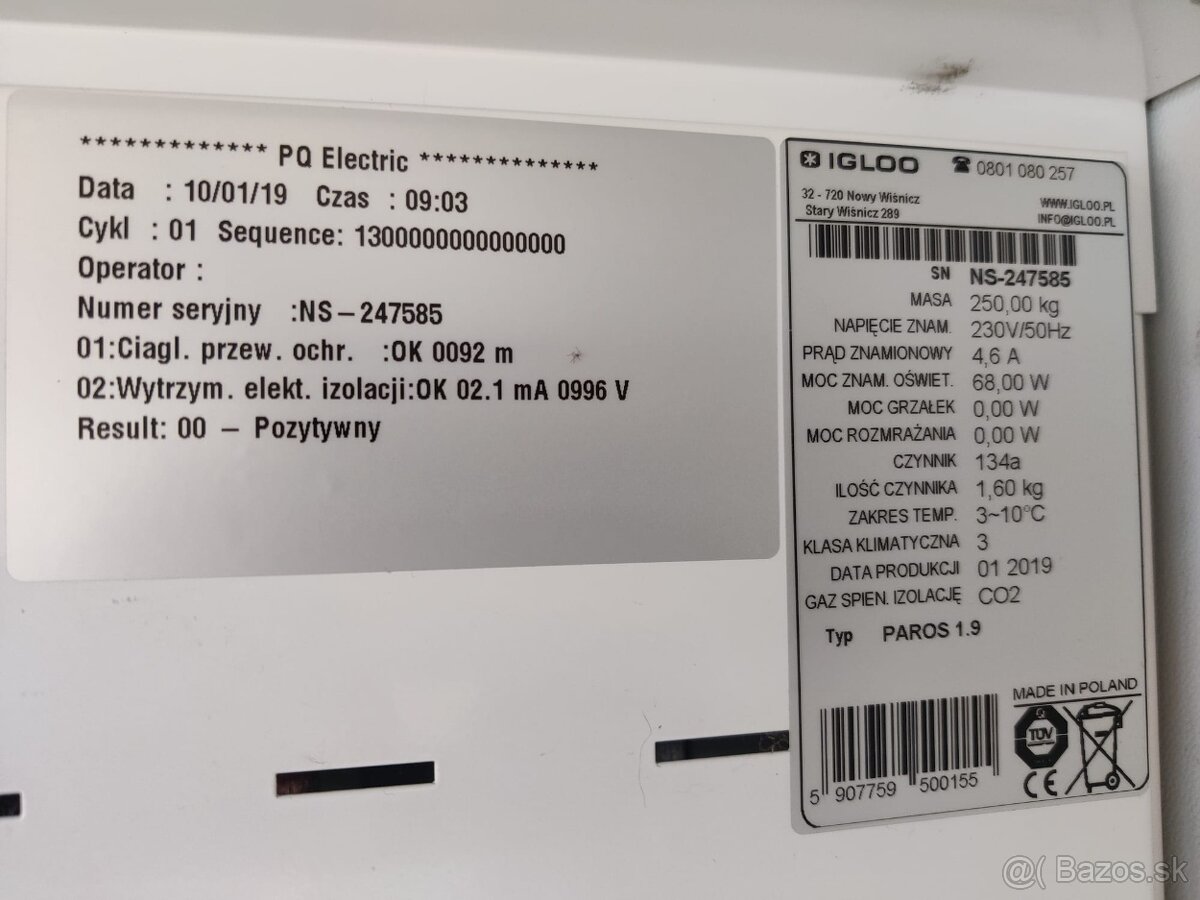 ************* PQ Electric **************
Data : 10/01/19 Czas : 09:03
Cykl : 01 Sequence: 1300000000000000
Operator :
Numer seryjny :NS-247585
01:Ciagl. przew. ochr. :OK 0092 m
02:Wytrzym. elekt. izolacji:OK 02.1 mA 0996 V
Result: 00 - Pozytywny
IGLOO ☎ 0801 080 257
32 - 720 Nowy Wiśnicz WWW.IGLOO.PL
Stary Wiśnicz 289 INFO@IGLOO.PL
SN NS-247585
MASA 250,00 kg
NAPIĘCIE ZNAM. 230V/50Hz
PRĄD ZNAMIONOWY 4,6 A
MOC ZNAM. OŚWIET. 68,00 W
MOC GRZAŁEK 0,00 W
MOC ROZMRAŻANIA 0,00 W
CZYNNIK 134a
ILOŚĆ CZYNNIKA 1,60 kg
ZAKRES TEMP. 3~10°C
KLASA KLIMATYCZNA 3
DATA PRODUKCJI 01 2019
GAZ SPIEN. IZOLACJĘ CO2
Typ PAROS 1.9
MADE IN POLAND
TÜV
CE
5 907759 500155
@( Bazos.sk